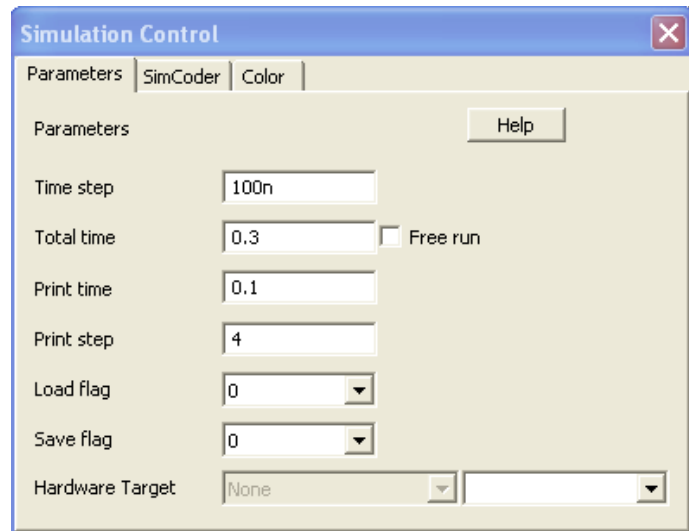 Simulation Control
Parameters SimCoder Color
Parameters Help
Time step 100n
Total time 0.3 Free run
Print time 0.1
Print step 4
Load flag 0
Save flag 0
Hardware Target None